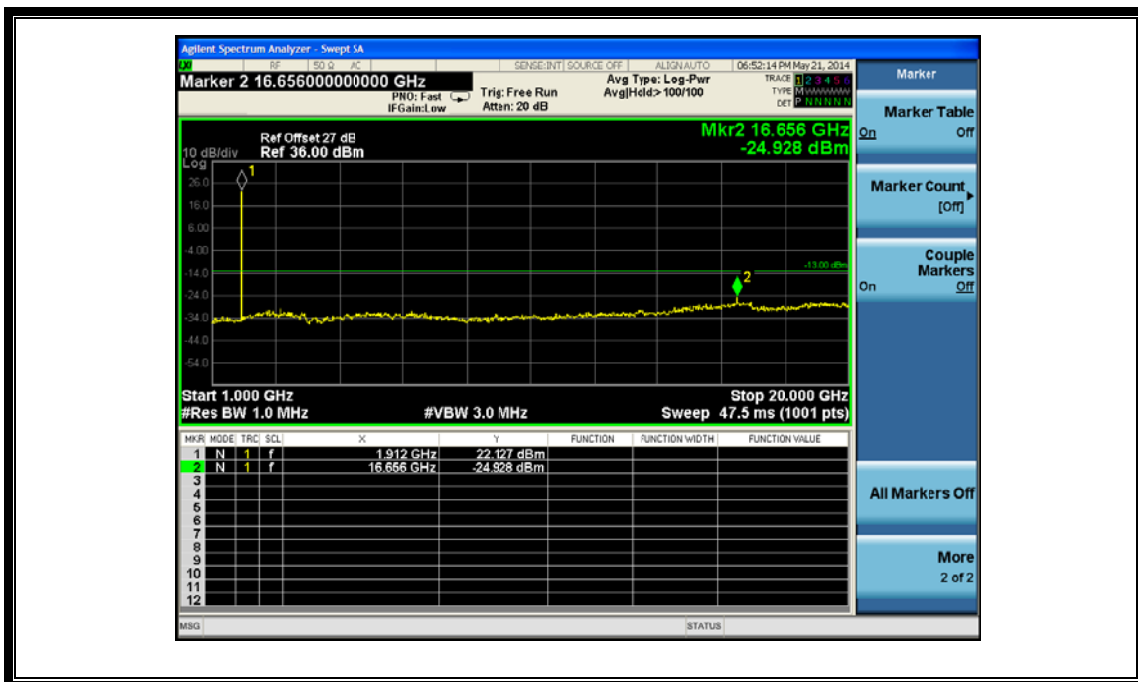 Agilent Spectrum Analyzer - Swept SA
LXI RF 50 Ω AC SENSE:INT SOURCE OFF ALIGN AUTO 06:52:14 PM May 21, 2014
Marker 2 16.656000000000 GHz
PNO: Fast
IFGain:Low
Trig: Free Run
Atten: 20 dB
Avg Type: Log-Pwr
Avg|Hold:>100/100
TRACE 1 2 3 4 5 6
TYPE M
DET P N N N N N
Mkr2 16.656 GHz
-24.928 dBm
Ref Offset 27 dB
10 dB/div Ref 36.00 dBm
Log
26.0
16.0
6.00
-4.00
-14.0
-24.0
-34.0
-44.0
-54.0
1
-13.00 dBm
2
Start 1.000 GHz Stop 20.000 GHz
#Res BW 1.0 MHz #VBW 3.0 MHz Sweep 47.5 ms (1001 pts)
MKR MODE TRC SCL X Y FUNCTION FUNCTION WIDTH FUNCTION VALUE
1 N 1 f 1.912 GHz 22.127 dBm
2 N 1 f 16.656 GHz -24.928 dBm
3
4
5
6
7
8
9
10
11
12
MSG STATUS
Marker
Marker Table
On Off
Marker Count
[Off]
Couple
Markers
On Off
All Markers Off
More
2 of 2